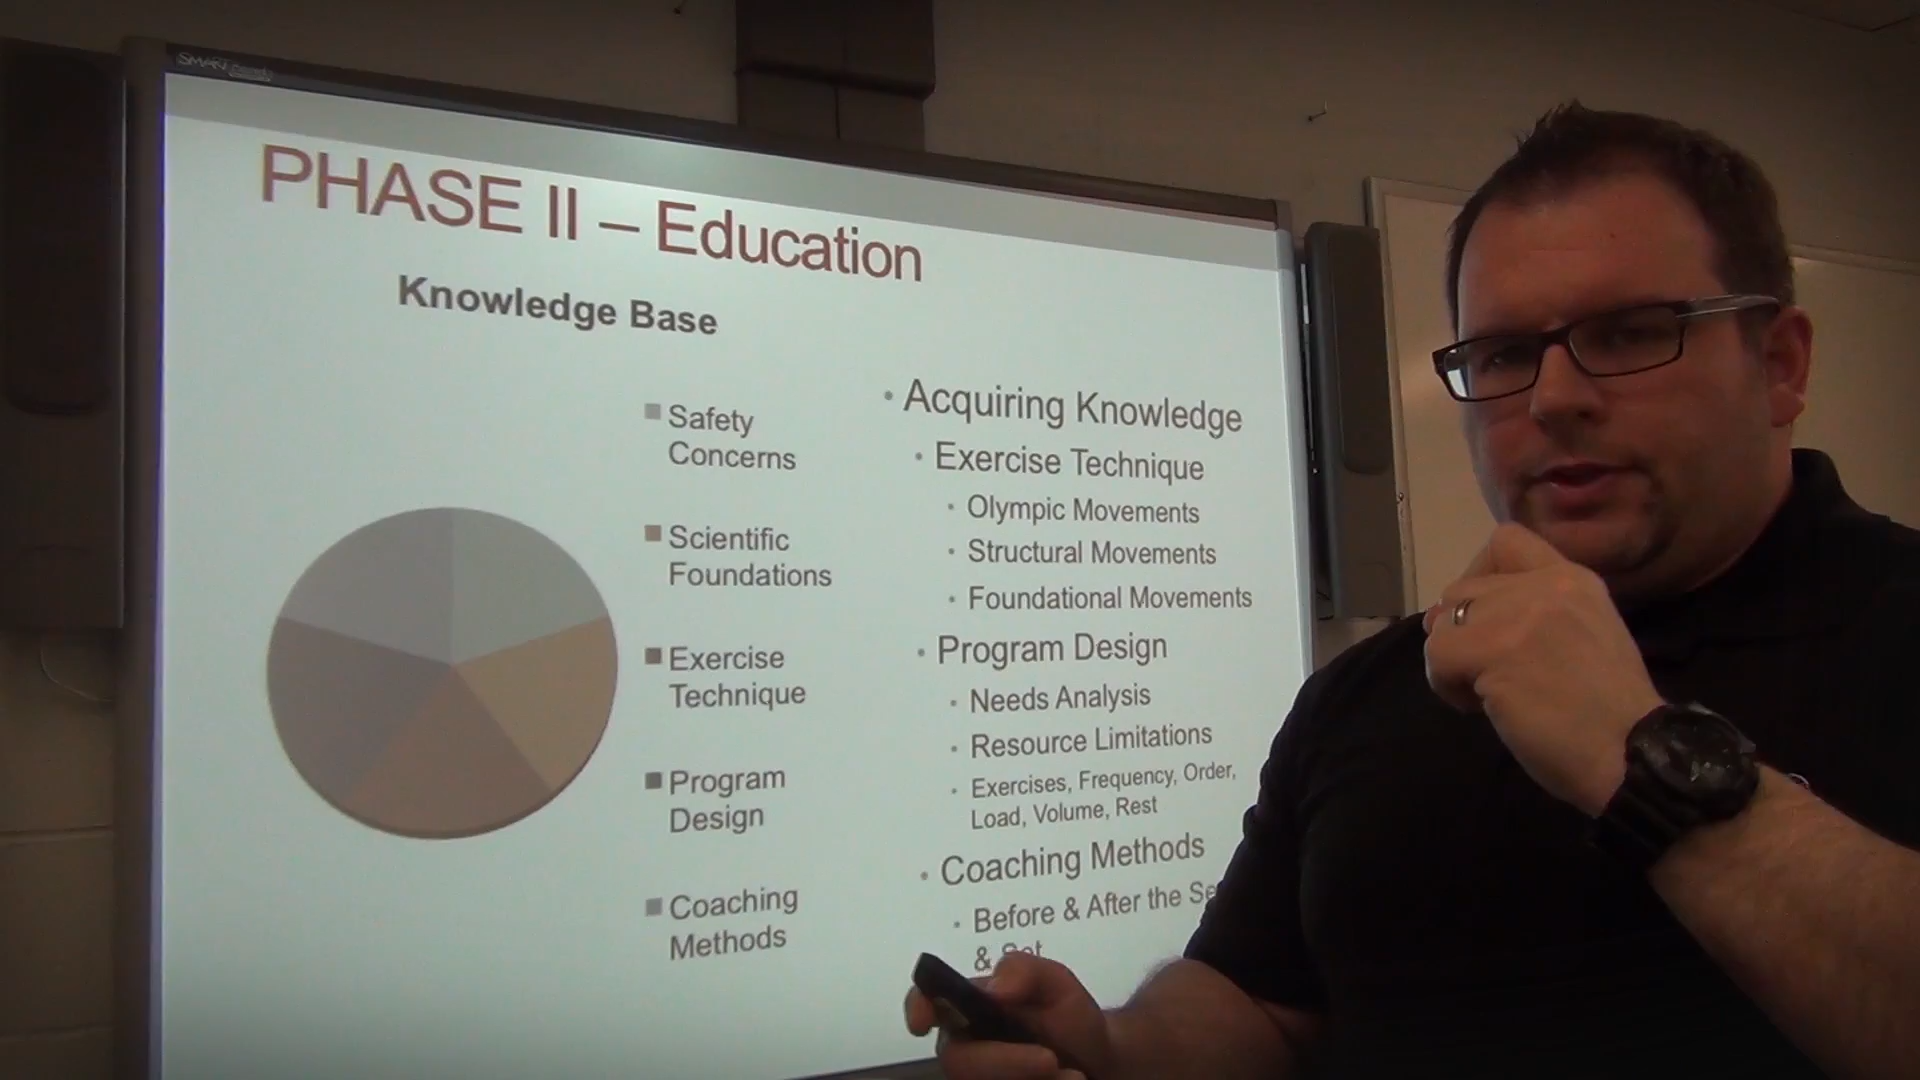 SMART
PHASE II – Education
Knowledge Base
Safety
Concerns
Scientific
Foundations
Exercise
Technique
Program
Design
Coaching
Methods
• Acquiring Knowledge
• Exercise Technique
• Olympic Movements
• Structural Movements
• Foundational Movements
• Program Design
• Needs Analysis
• Resource Limitations
• Exercises, Frequency, Order,
Load, Volume, Rest
• Coaching Methods
• Before & After the
& Set